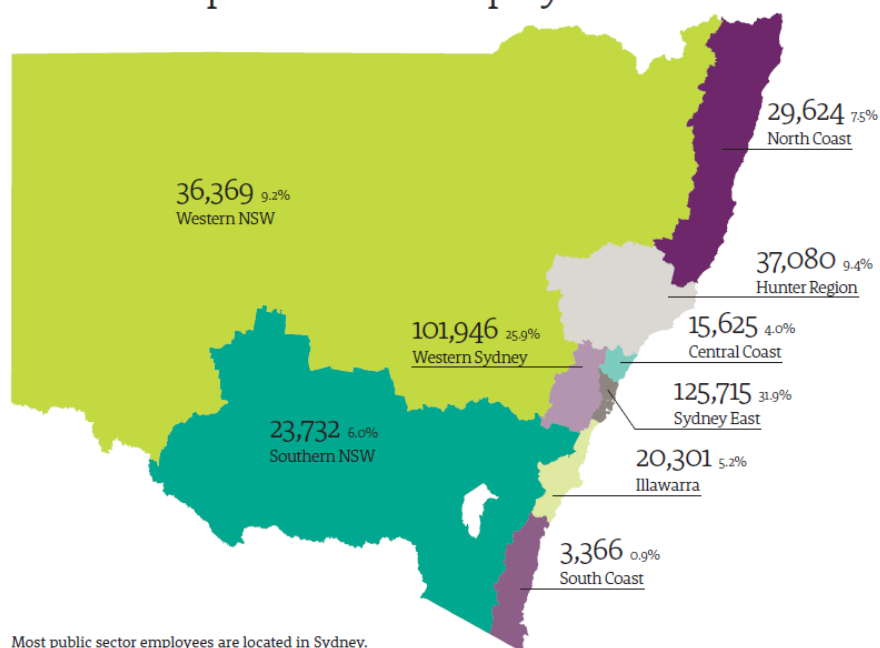 29,624 7.5%
North Coast
36,369 9.2%
Western NSW
37,080 9.4%
Hunter Region
101,946 25.9%
Western Sydney
15,625 4.0%
Central Coast
125,715 31.9%
Sydney East
23,732 6.0%
Southern NSW
20,301 5.2%
Illawarra
3,366 0.9%
South Coast
Most public sector employees are located in Sydney.